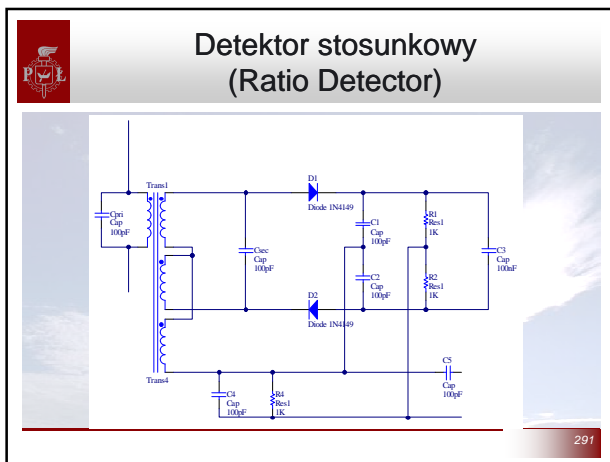 Detektor stosunkowy
(Ratio Detector)
P Ł
Trans1
Cpri
Cap
100pF
Csec
Cap
100pF
D1
Diode 1N4149
C1
Cap
100pF
C2
Cap
100pF
R1
Res1
1K
R2
Res1
1K
C3
Cap
100nF
D2
Diode 1N4149
Trans4
C4
Cap
100pF
R4
Res1
1K
C5
Cap
100pF
291